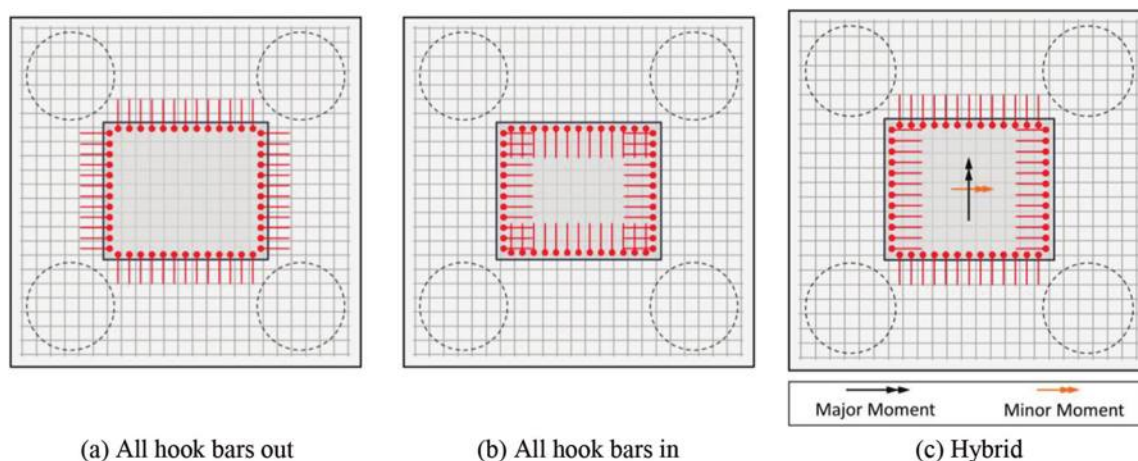 Major Moment
Minor Moment
(a) All hook bars out
(b) All hook bars in
(c) Hybrid